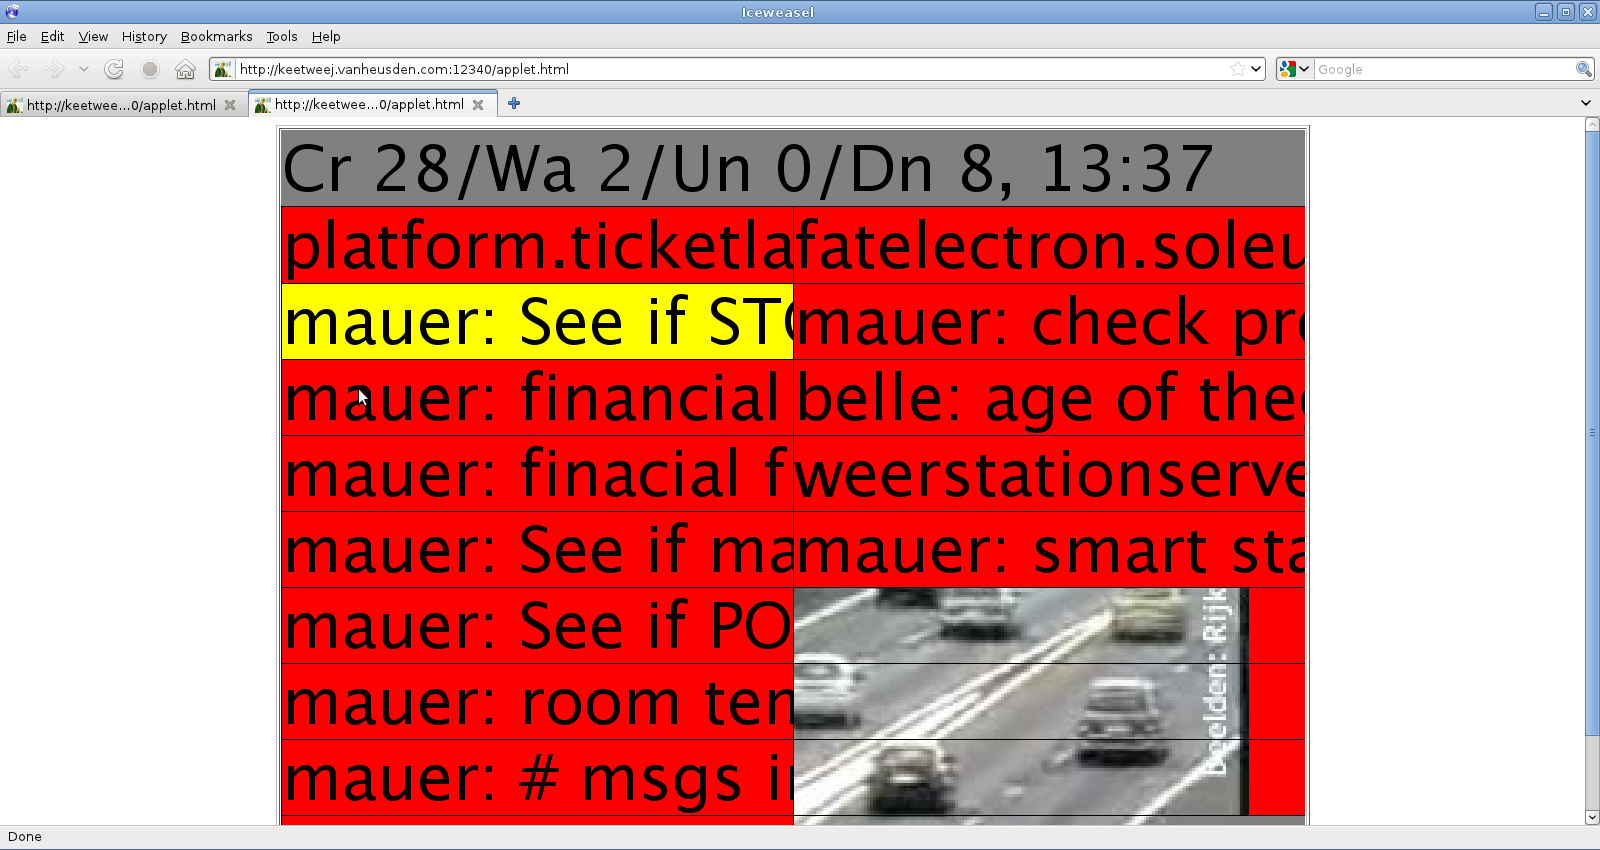 Iceweasel
File Edit View History Bookmarks Tools Help
http://keetweej.vanheusden.com:12340/applet.html
Google
http://keetwee...0/applet.html
http://keetwee...0/applet.html
Cr 28/Wa 2/Un 0/Dn 8, 13:37
platform.ticketla
fatelectron.soleu
mauer: See if STO
mauer: check pro
mauer: financial
belle: age of the
mauer: finacial f
weerstationserve
mauer: See if ma
mauer: smart sta
mauer: See if PO
mauer: room ten
mauer: # msgs in
Beelden: Rijk
Done